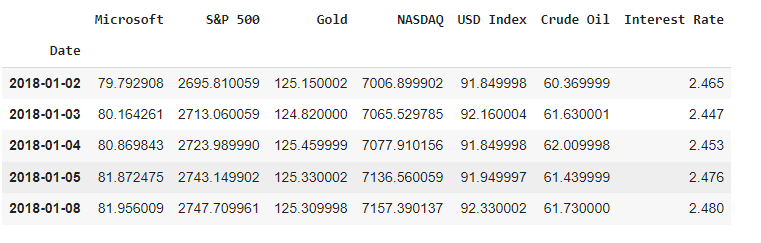 Microsoft S&P 500 Gold NASDAQ USD Index Crude Oil Interest Rate
Date
2018-01-02 79.792908 2695.810059 125.150002 7006.899902 91.849998 60.369999 2.465
2018-01-03 80.164261 2713.060059 124.820000 7065.529785 92.160004 61.630001 2.447
2018-01-04 80.869843 2723.989990 125.459999 7077.910156 91.849998 62.009998 2.453
2018-01-05 81.872475 2743.149902 125.330002 7136.560059 91.949997 61.439999 2.476
2018-01-08 81.956009 2747.709961 125.309998 7157.390137 92.330002 61.730000 2.480